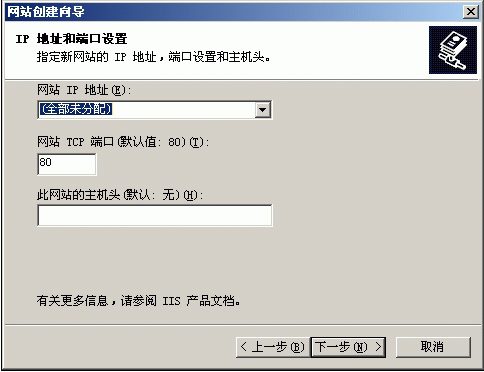 网站创建向导
IP 地址和端口设置
指定新网站的 IP 地址，端口设置和主机头。
网站 IP 地址(E):
(全部未分配)
网站 TCP 端口(默认值: 80)(T):
80
此网站的主机头(默认: 无)(H):
有关更多信息，请参阅 IIS 产品文档。
< 上一步(B) 下一步(N) > 取消